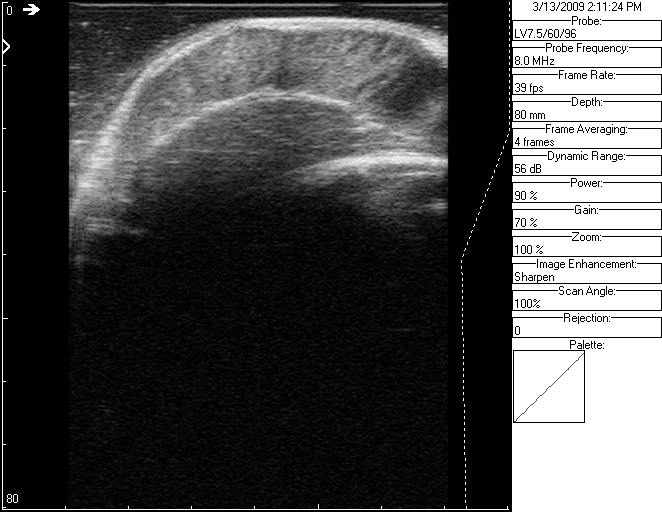 0
80
3/13/2009 2:11:24 PM
Probe:
LV7.5/60/96
Probe Frequency:
8.0 MHz
Frame Rate:
39 fps
Depth:
80 mm
Frame Averaging:
4 frames
Dynamic Range:
56 dB
Power:
90 %
Gain:
70 %
Zoom:
100 %
Image Enhancement:
Sharpen
Scan Angle:
100%
Rejection:
0
Palette: